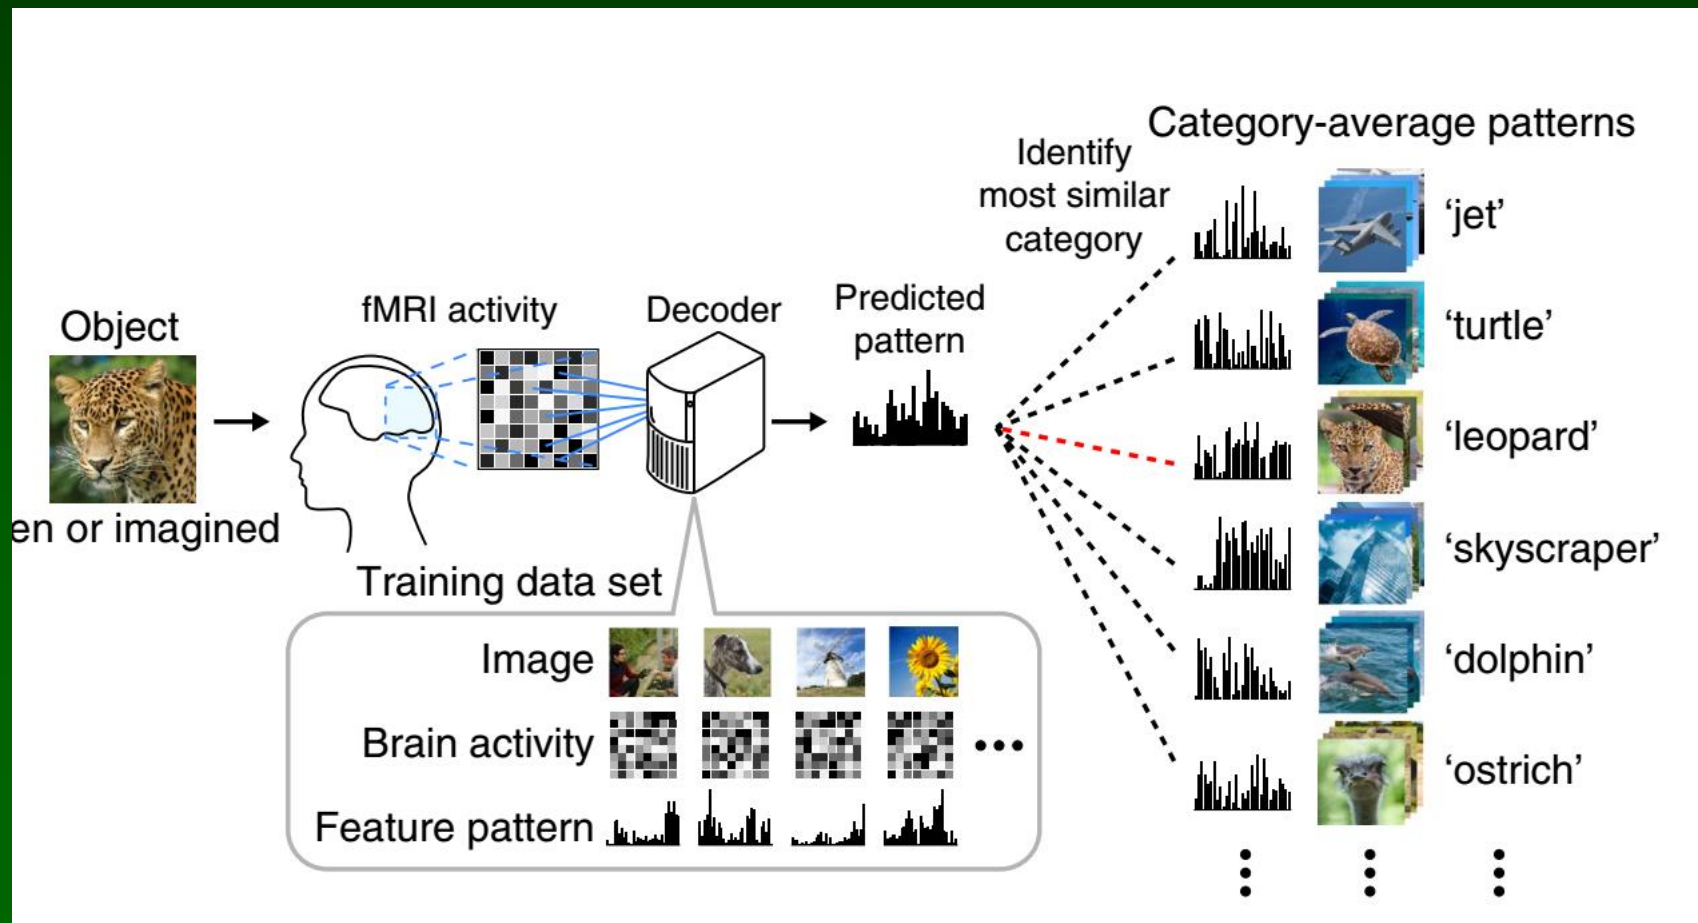 Category-average patterns
Identify
most similar
category
'jet'
'turtle'
'leopard'
'skyscraper'
'dolphin'
'ostrich'
Object
en or imagined
fMRI activity
Decoder
Predicted
pattern
Training data set
Image
Brain activity
Feature pattern